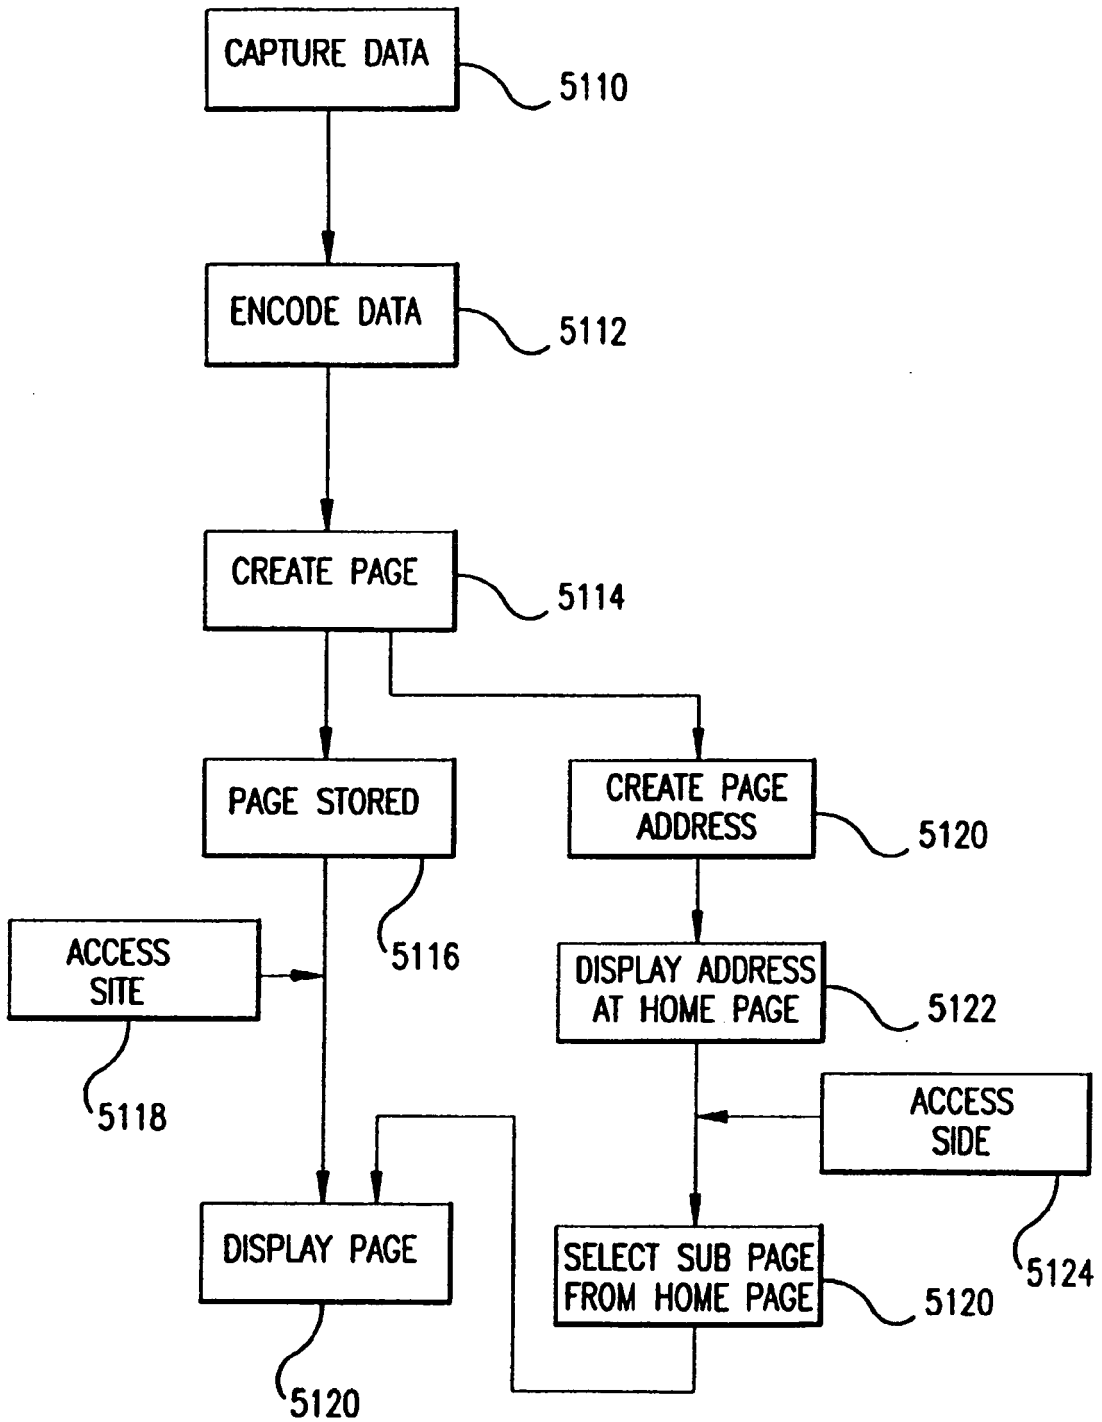 CAPTURE DATA
5110
ENCODE DATA
5112
CREATE PAGE
5114
PAGE STORED
5116
CREATE PAGE
ADDRESS
5120
ACCESS
SITE
5118
DISPLAY ADDRESS
AT HOME PAGE
5122
ACCESS
SIDE
5124
DISPLAY PAGE
5120
SELECT SUB PAGE
FROM HOME PAGE
5120